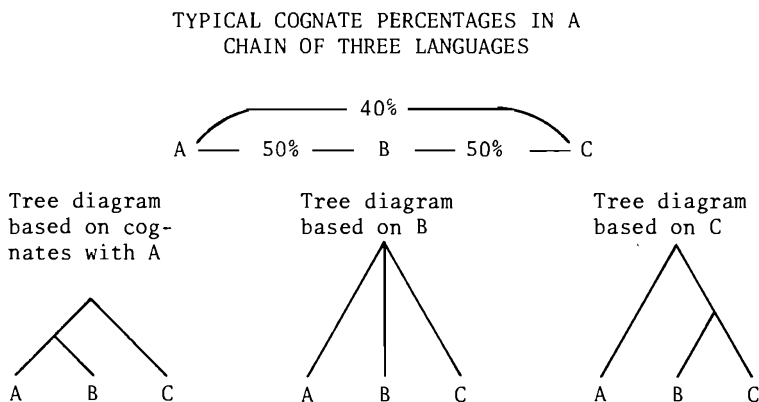 TYPICAL COGNATE PERCENTAGES IN A
CHAIN OF THREE LANGUAGES
40%
A 50% B 50% C
Tree diagram
based on cog-
nates with A
Tree diagram
based on B
Tree diagram
based on C
A B C
A B C
A B C